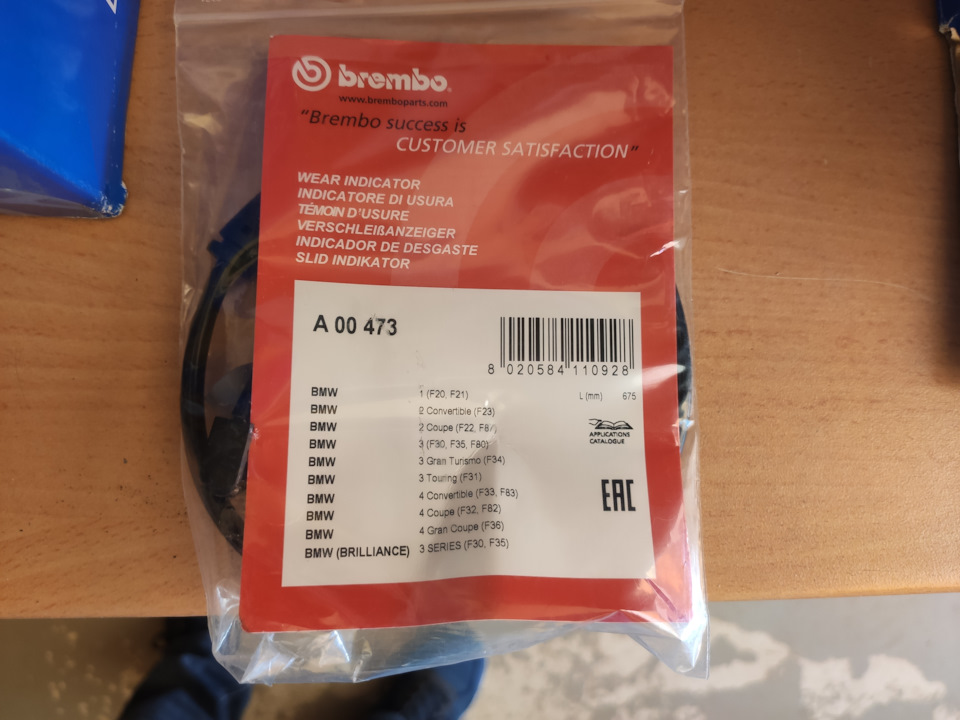 brembo
www.bremboparts.com
"Brembo success is
CUSTOMER SATISFACTION"
WEAR INDICATOR
INDICATORE DI USURA
TÉMOIN D'USURE
VERSCHLEIßANZEIGER
INDICADOR DE DESGASTE
SLID INDIKATOR
A 00 473
8 020584 110928
L (mm) 675
APPLICATIONS
CATALOGUE
EAC
BMW 1 (F20, F21)
BMW 2 Convertible (F23)
BMW 2 Coupe (F22, F87)
BMW 3 (F30, F35, F80)
BMW 3 Gran Turismo (F34)
BMW 3 Touring (F31)
BMW 4 Convertible (F33, F83)
BMW 4 Coupe (F32, F82)
BMW 4 Gran Coupe (F36)
BMW (BRILLIANCE) 3 SERIES (F30, F35)